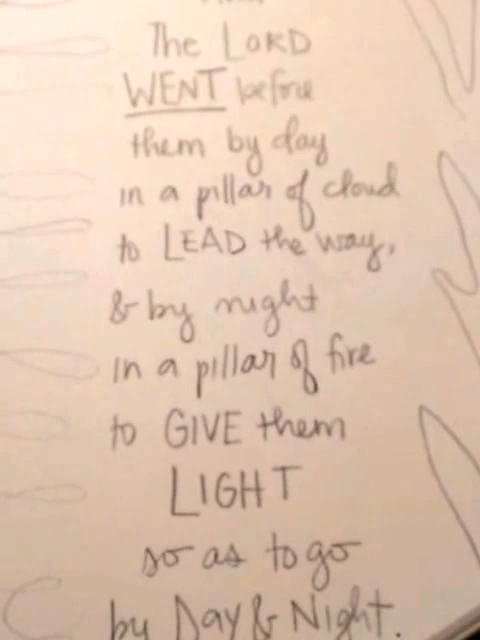 The LORD
WENT before
them by day
in a pillar of cloud
to LEAD the way,
& by night
in a pillar of fire
to GIVE them
LIGHT
so as to go
by Day & Night.